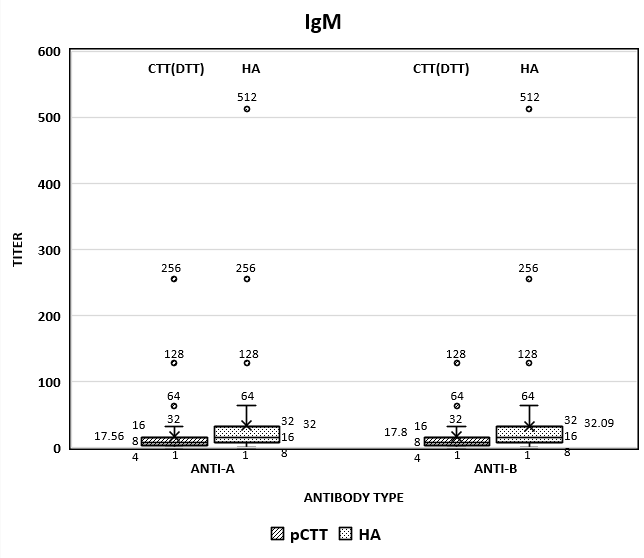 IgM
600
CTT(DTT) HA CTT(DTT) HA
512 512
500
400
300
256 256 256
200
128 128 128 128
100
64 64 64 64
16 32 32 32 16 32 32 32.09
17.56 8 16 17.8 8 16
0
4 1 1 8 4 1 1 8
ANTI-A ANTI-B
TITER
ANTIBODY TYPE
pCTT HA